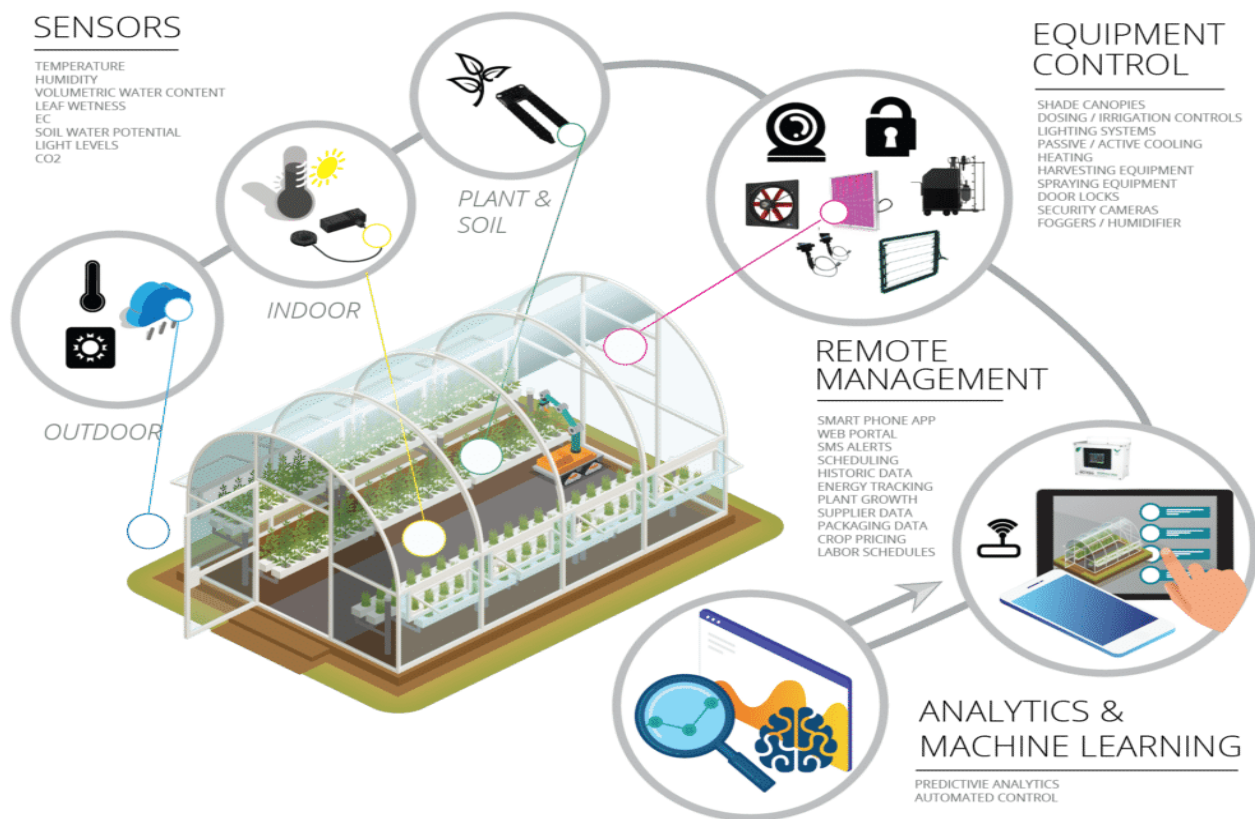 SENSORS
TEMPERATURE
HUMIDITY
VOLUMETRIC WATER CONTENT
LEAF WETNESS
EC
SOIL WATER POTENTIAL
LIGHT LEVELS
CO2
OUTDOOR
INDOOR
PLANT &
SOIL
EQUIPMENT
CONTROL
SHADE CANOPIES
DOSING / IRRIGATION CONTROLS
LIGHTING SYSTEMS
PASSIVE / ACTIVE COOLING
HEATING
HARVESTING EQUIPMENT
SPRAYING EQUIPMENT
DOOR LOCKS
SECURITY CAMERAS
FOGGERS / HUMIDIFIER
REMOTE
MANAGEMENT
SMART PHONE APP
WEB PORTAL
SMS ALERTS
SCHEDULING
HISTORIC DATA
ENERGY TRACKING
PLANT GROWTH
SUPPLIER DATA
PACKAGING DATA
CROP PRICING
LABOR SCHEDULES
ANALYTICS &
MACHINE LEARNING
PREDICTIVIE ANALYTICS
AUTOMATED CONTROL